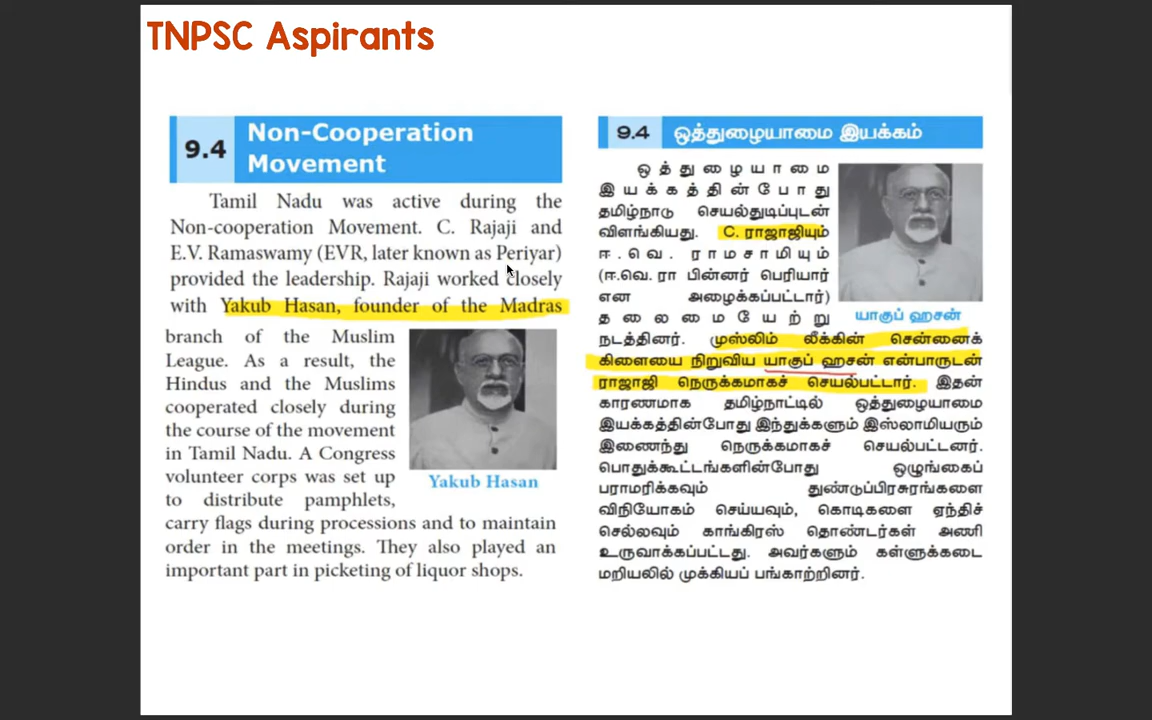 TNPSC Aspirants
9.4
Non-Cooperation
Movement
Tamil Nadu was active during the
Non-cooperation Movement. C. Rajaji and
E.V. Ramaswamy (EVR, later known as Periyar)
provided the leadership. Rajaji worked closely
with Yakub Hasan, founder of the Madras
branch of the Muslim
League. As a result, the
Hindus and the Muslims
cooperated closely during
the course of the movement
in Tamil Nadu. A Congress
volunteer corps was set up
to distribute pamphlets,
carry flags during processions and to maintain
order in the meetings. They also played an
important part in picketing of liquor shops.
Yakub Hasan
9.4 ஒத்துழையாமை இயக்கம்
ஒத்துழையாமை
இயக்கத்தின்போது
தமிழ்நாடு செயல்துடிப்புடன்
விளங்கியது. C. ராஜாஜியும்
ஈ.வெ. ராமசாமியும்
(ஈ.வெ. ரா பின்னர் பெரியார்
என அழைக்கப்பட்டார்)
தலைமையேற்று
நடத்தினர். முஸ்லிம் லீக்கின் சென்னைக்
கிளையை நிறுவிய யாகுப் ஹசன் என்பாருடன்
ராஜாஜி நெருக்கமாகச் செயல்பட்டார். இதன்
காரணமாக தமிழ்நாட்டில் ஒத்துழையாமை
இயக்கத்தின்போது இந்துக்களும் இஸ்லாமியரும்
இணைந்து நெருக்கமாகச் செயல்பட்டனர்.
பொதுக்கூட்டங்களின்போது ஒழுங்கைப்
பராமரிக்கவும் துண்டுப்பிரசுரங்களை
விநியோகம் செய்யவும், கொடிகளை ஏந்திச்
செல்லவும் காங்கிரஸ் தொண்டர்கள் அணி
உருவாக்கப்பட்டது. அவர்களும் கள்ளுக்கடை
மறியலில் முக்கியப் பங்காற்றினர்.
யாகுப் ஹசன்